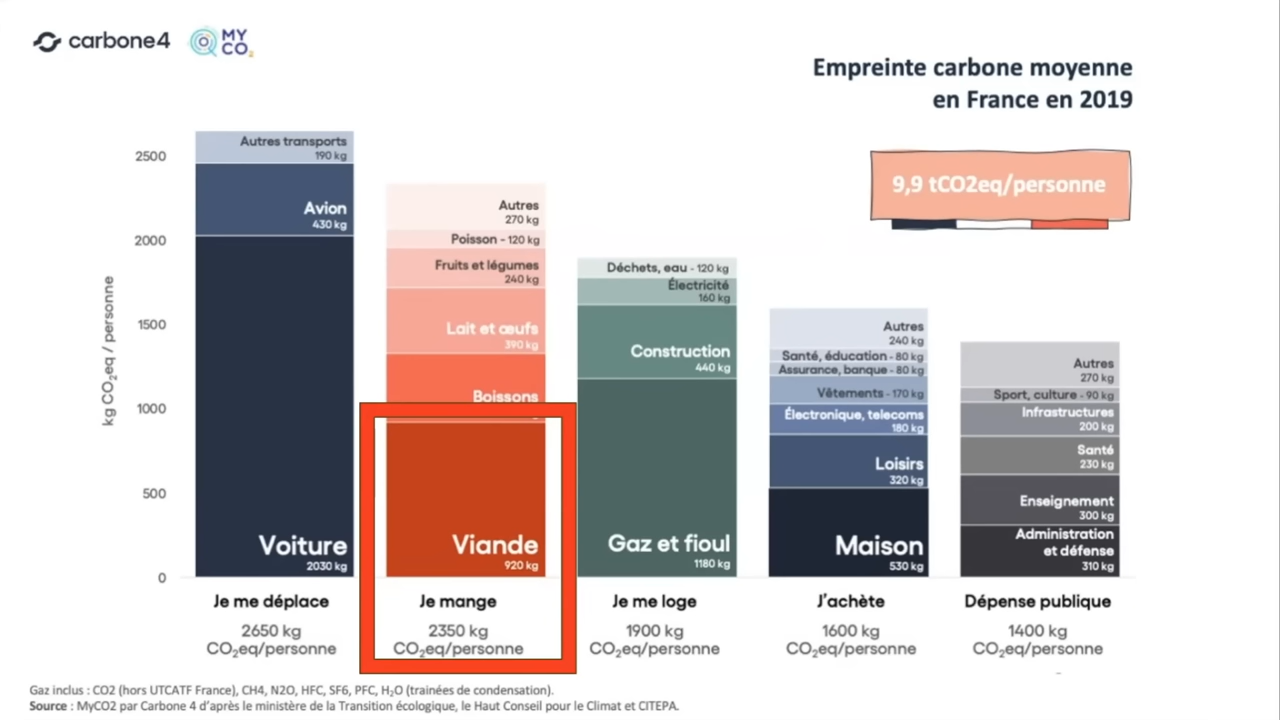 carbone4
MY
CO2
Empreinte carbone moyenne
en France en 2019
9,9 tCO2eq/personne
kg CO₂eq / personne
2500
2000
1500
1000
500
0
Autres transports
190 kg
Avion
430 kg
Voiture
2030 kg
Je me déplace
2650 kg
CO₂eq/personne
Autres
270 kg
Poisson - 120 kg
Fruits et légumes
240 kg
Lait et œufs
390 kg
Boissons
Viande
920 kg
Je mange
2350 kg
CO₂eq/personne
Déchets, eau - 120 kg
Électricité
160 kg
Construction
440 kg
Gaz et fioul
1180 kg
Je me loge
1900 kg
CO₂eq/personne
Autres
240 kg
Santé, éducation - 80 kg
Assurance, banque - 80 kg
Vêtements - 170 kg
Électronique, telecoms
180 kg
Loisirs
320 kg
Maison
530 kg
J'achète
1600 kg
CO₂eq/personne
Autres
270 kg
Sport, culture - 90 kg
Infrastructures
200 kg
Santé
230 kg
Enseignement
300 kg
Administration
et défense
310 kg
Dépense publique
1400 kg
CO₂eq/personne
Gaz inclus : CO2 (hors UTCATF France), CH4, N2O, HFC, SF6, PFC, H₂O (trainées de condensation).
Source : MyCO2 par Carbone 4 d'après le ministère de la Transition écologique, le Haut Conseil pour le Climat et CITEPA.